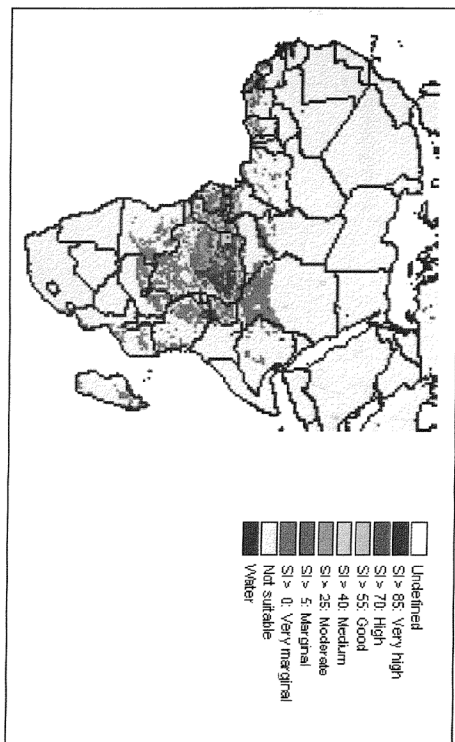 Undefined
SI > 85: Very high
SI > 70: High
SI > 55: Good
SI > 40: Medium
SI > 25: Moderate
SI > 5: Marginal
SI > 0: Very marginal
Not suitable
Water